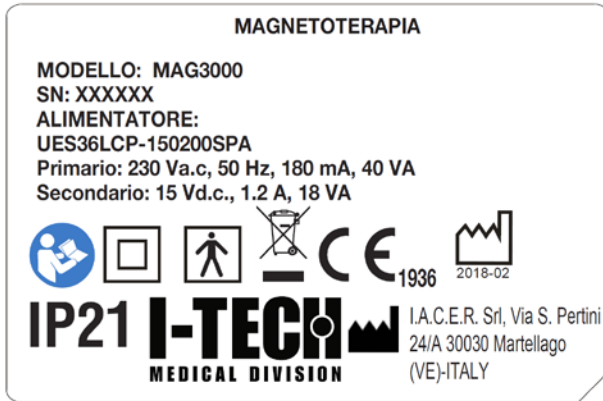 MAGNETOTERAPIA
MODELLO: MAG3000
SN: XXXXXX
ALIMENTATORE:
UES36LCP-150200SPA
Primario: 230 Va.c, 50 Hz, 180 mA, 40 VA
Secondario: 15 Vd.c., 1.2 A, 18 VA
CE 1936
2018-02
IP21
I-TECH
MEDICAL DIVISION
I.A.C.E.R. Srl, Via S. Pertini
24/A 30030 Martellago
(VE)-ITALY